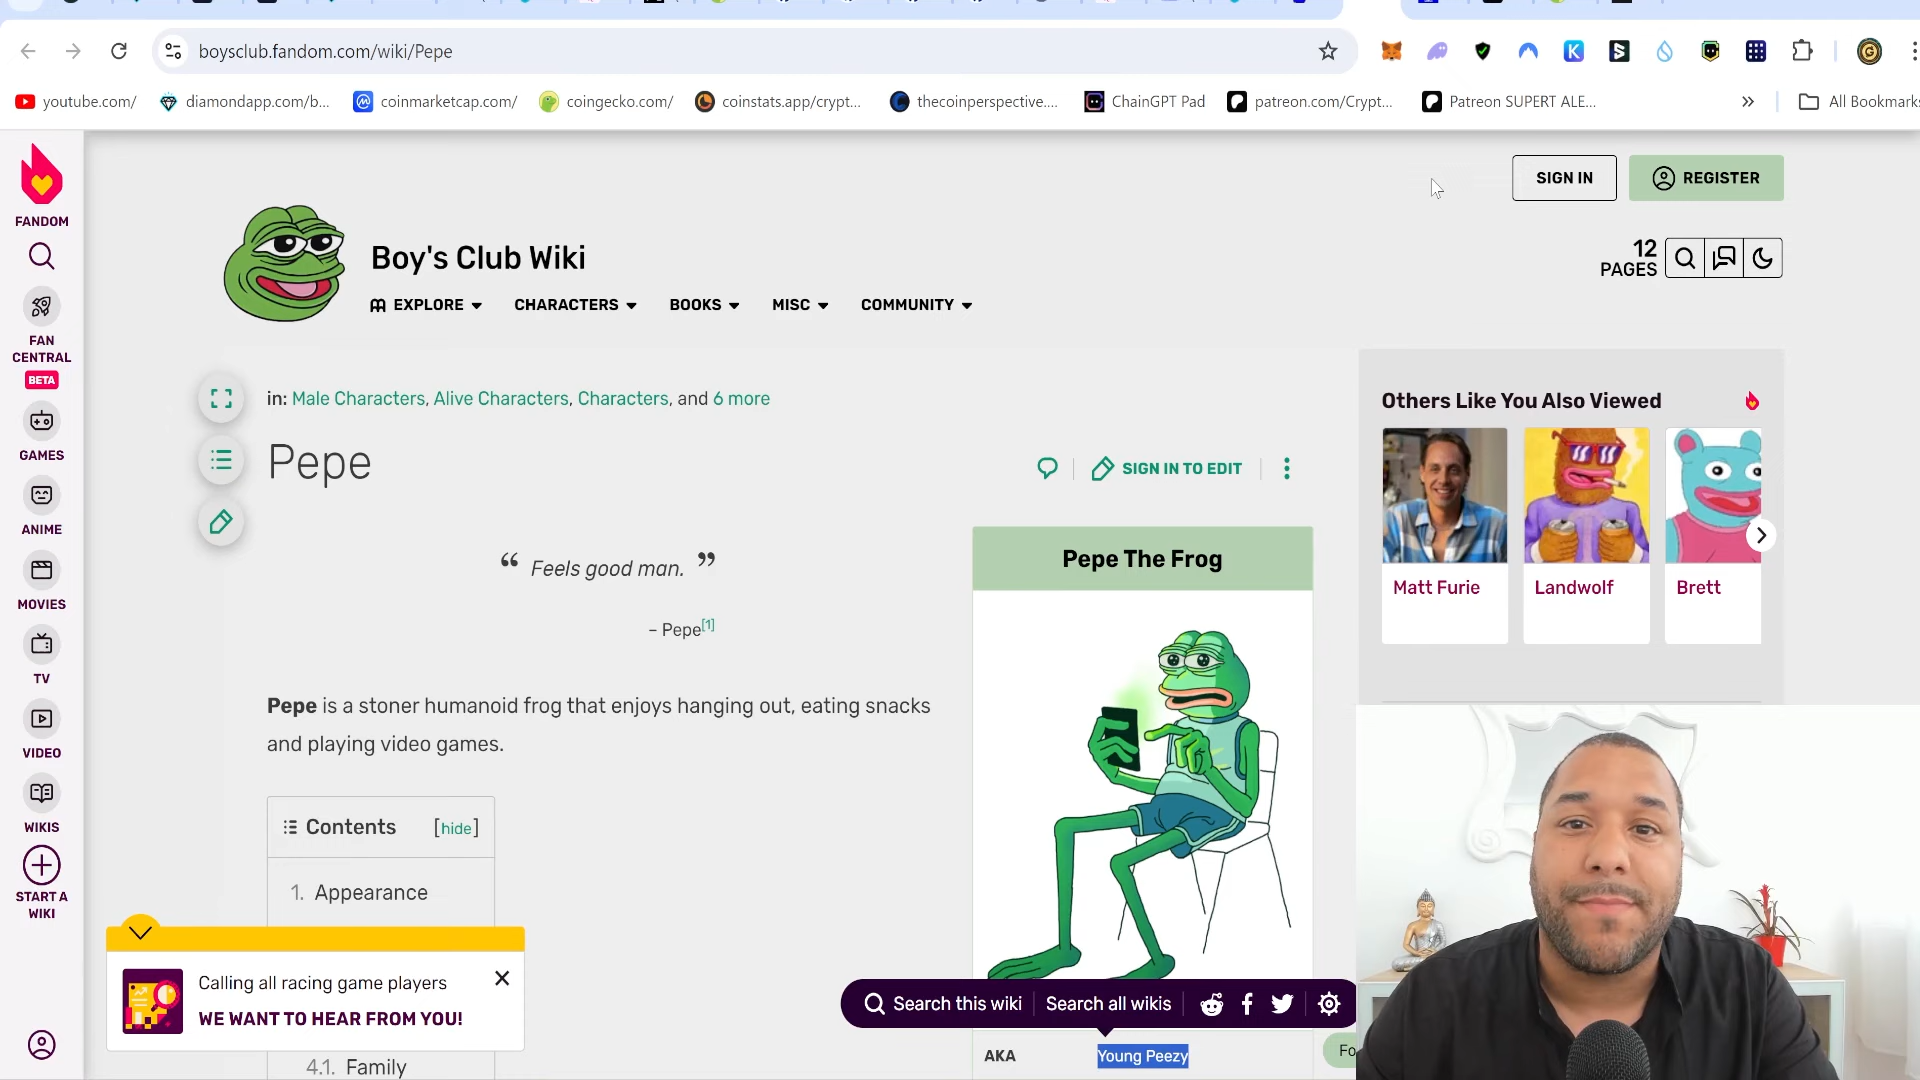 boysclub.fandom.com/wiki/Pepe
youtube.com/
diamondapp.com/b...
coinmarketcap.com/
coingecko.com/
coinstats.app/crypt...
thecoinperspective....
ChainGPT Pad
patreon.com/Crypt...
Patreon SUPERT ALE...
All Bookmarks
FANDOM
FAN
CENTRAL
BETA
GAMES
ANIME
MOVIES
TV
VIDEO
WIKIS
START A
WIKI
SIGN IN
REGISTER
Boy's Club Wiki
12
PAGES
EXPLORE
CHARACTERS
BOOKS
MISC
COMMUNITY
in: Male Characters, Alive Characters, Characters, and 6 more
Pepe
SIGN IN TO EDIT
“ Feels good man. ”
– Pepe[1]
Pepe is a stoner humanoid frog that enjoys hanging out, eating snacks
and playing video games.
Contents [hide]
1. Appearance
4.1. Family
Calling all racing game players
WE WANT TO HEAR FROM YOU!
Pepe The Frog
Search this wiki
Search all wikis
AKA
Young Peezy
Fo
Others Like You Also Viewed
Matt Furie
Landwolf
Brett